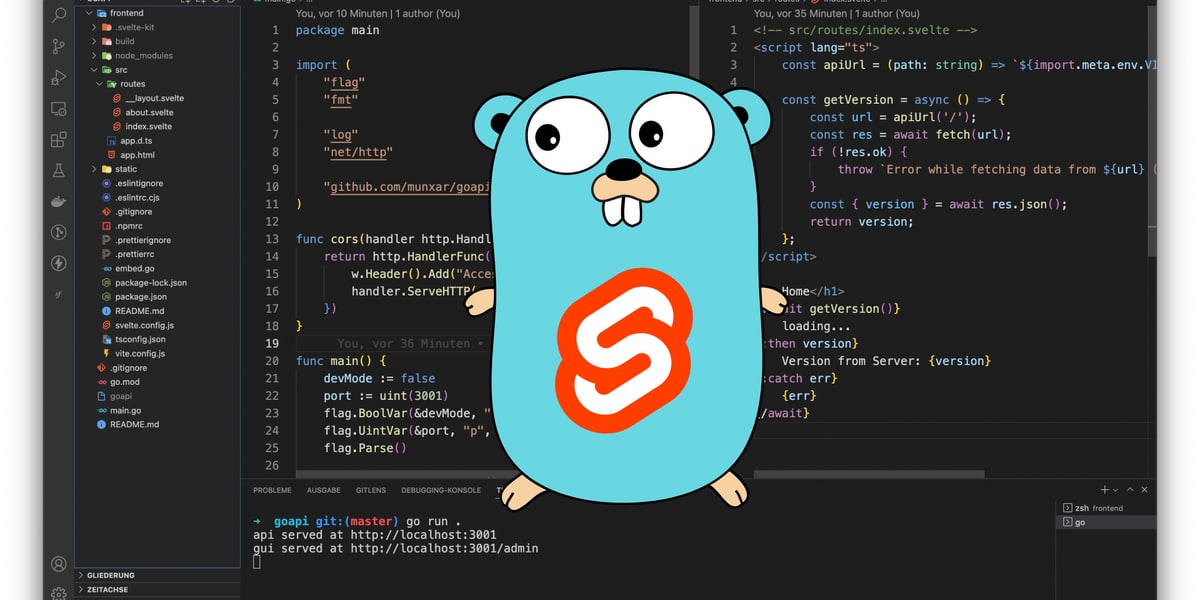 frontend
.svelte-kit
build
node_modules
src
routes
__layout.svelte
about.svelte
index.svelte
app.d.ts
app.html
static
.eslintignore
.eslintrc.cjs
.gitignore
.npmrc
.prettierignore
.prettierrc
embed.go
package-lock.json
package.json
README.md
svelte.config.js
tsconfig.json
vite.config.js
.gitignore
go.mod
goapi
main.go
README.md
GLIEDERUNG
ZEITACHSE
You, vor 10 Minuten | 1 author (You)
1 package main
2
3 import (
4 "flag"
5 "fmt"
6
7 "log"
8 "net/http"
9
10 "github.com/munxar/goapi
11 )
12
13 func cors(handler http.Handl
14 return http.HandlerFunc(
15 w.Header().Add("Acce
16 handler.ServeHTTP(
17 })
18 }
19 You, vor 36 Minuten •
20 func main() {
21 devMode := false
22 port := uint(3001)
23 flag.BoolVar(&devMode, "
24 flag.UintVar(&port, "p",
25 flag.Parse()
26
You, vor 35 Minuten | 1 author (You)
1 <!-- src/routes/index.svelte -->
2 <script lang="ts">
3 const apiUrl = (path: string) => `${import.meta.env.VI
4
const getVersion = async () => {
const url = apiUrl('/');
const res = await fetch(url);
if (!res.ok) {
throw `Error while fetching data from ${url} (
}
const { version } = await res.json();
return version;
};
/script>
Home</h1>
it getVersion()}
loading...
:then version}
Version from Server: {version}
:catch err}
{err}
/await}
PROBLEME AUSGABE GITLENS DEBUGGING-KONSOLE
→ goapi git:(master) go run .
api served at http://localhost:3001
gui served at http://localhost:3001/admin
zsh frontend
go